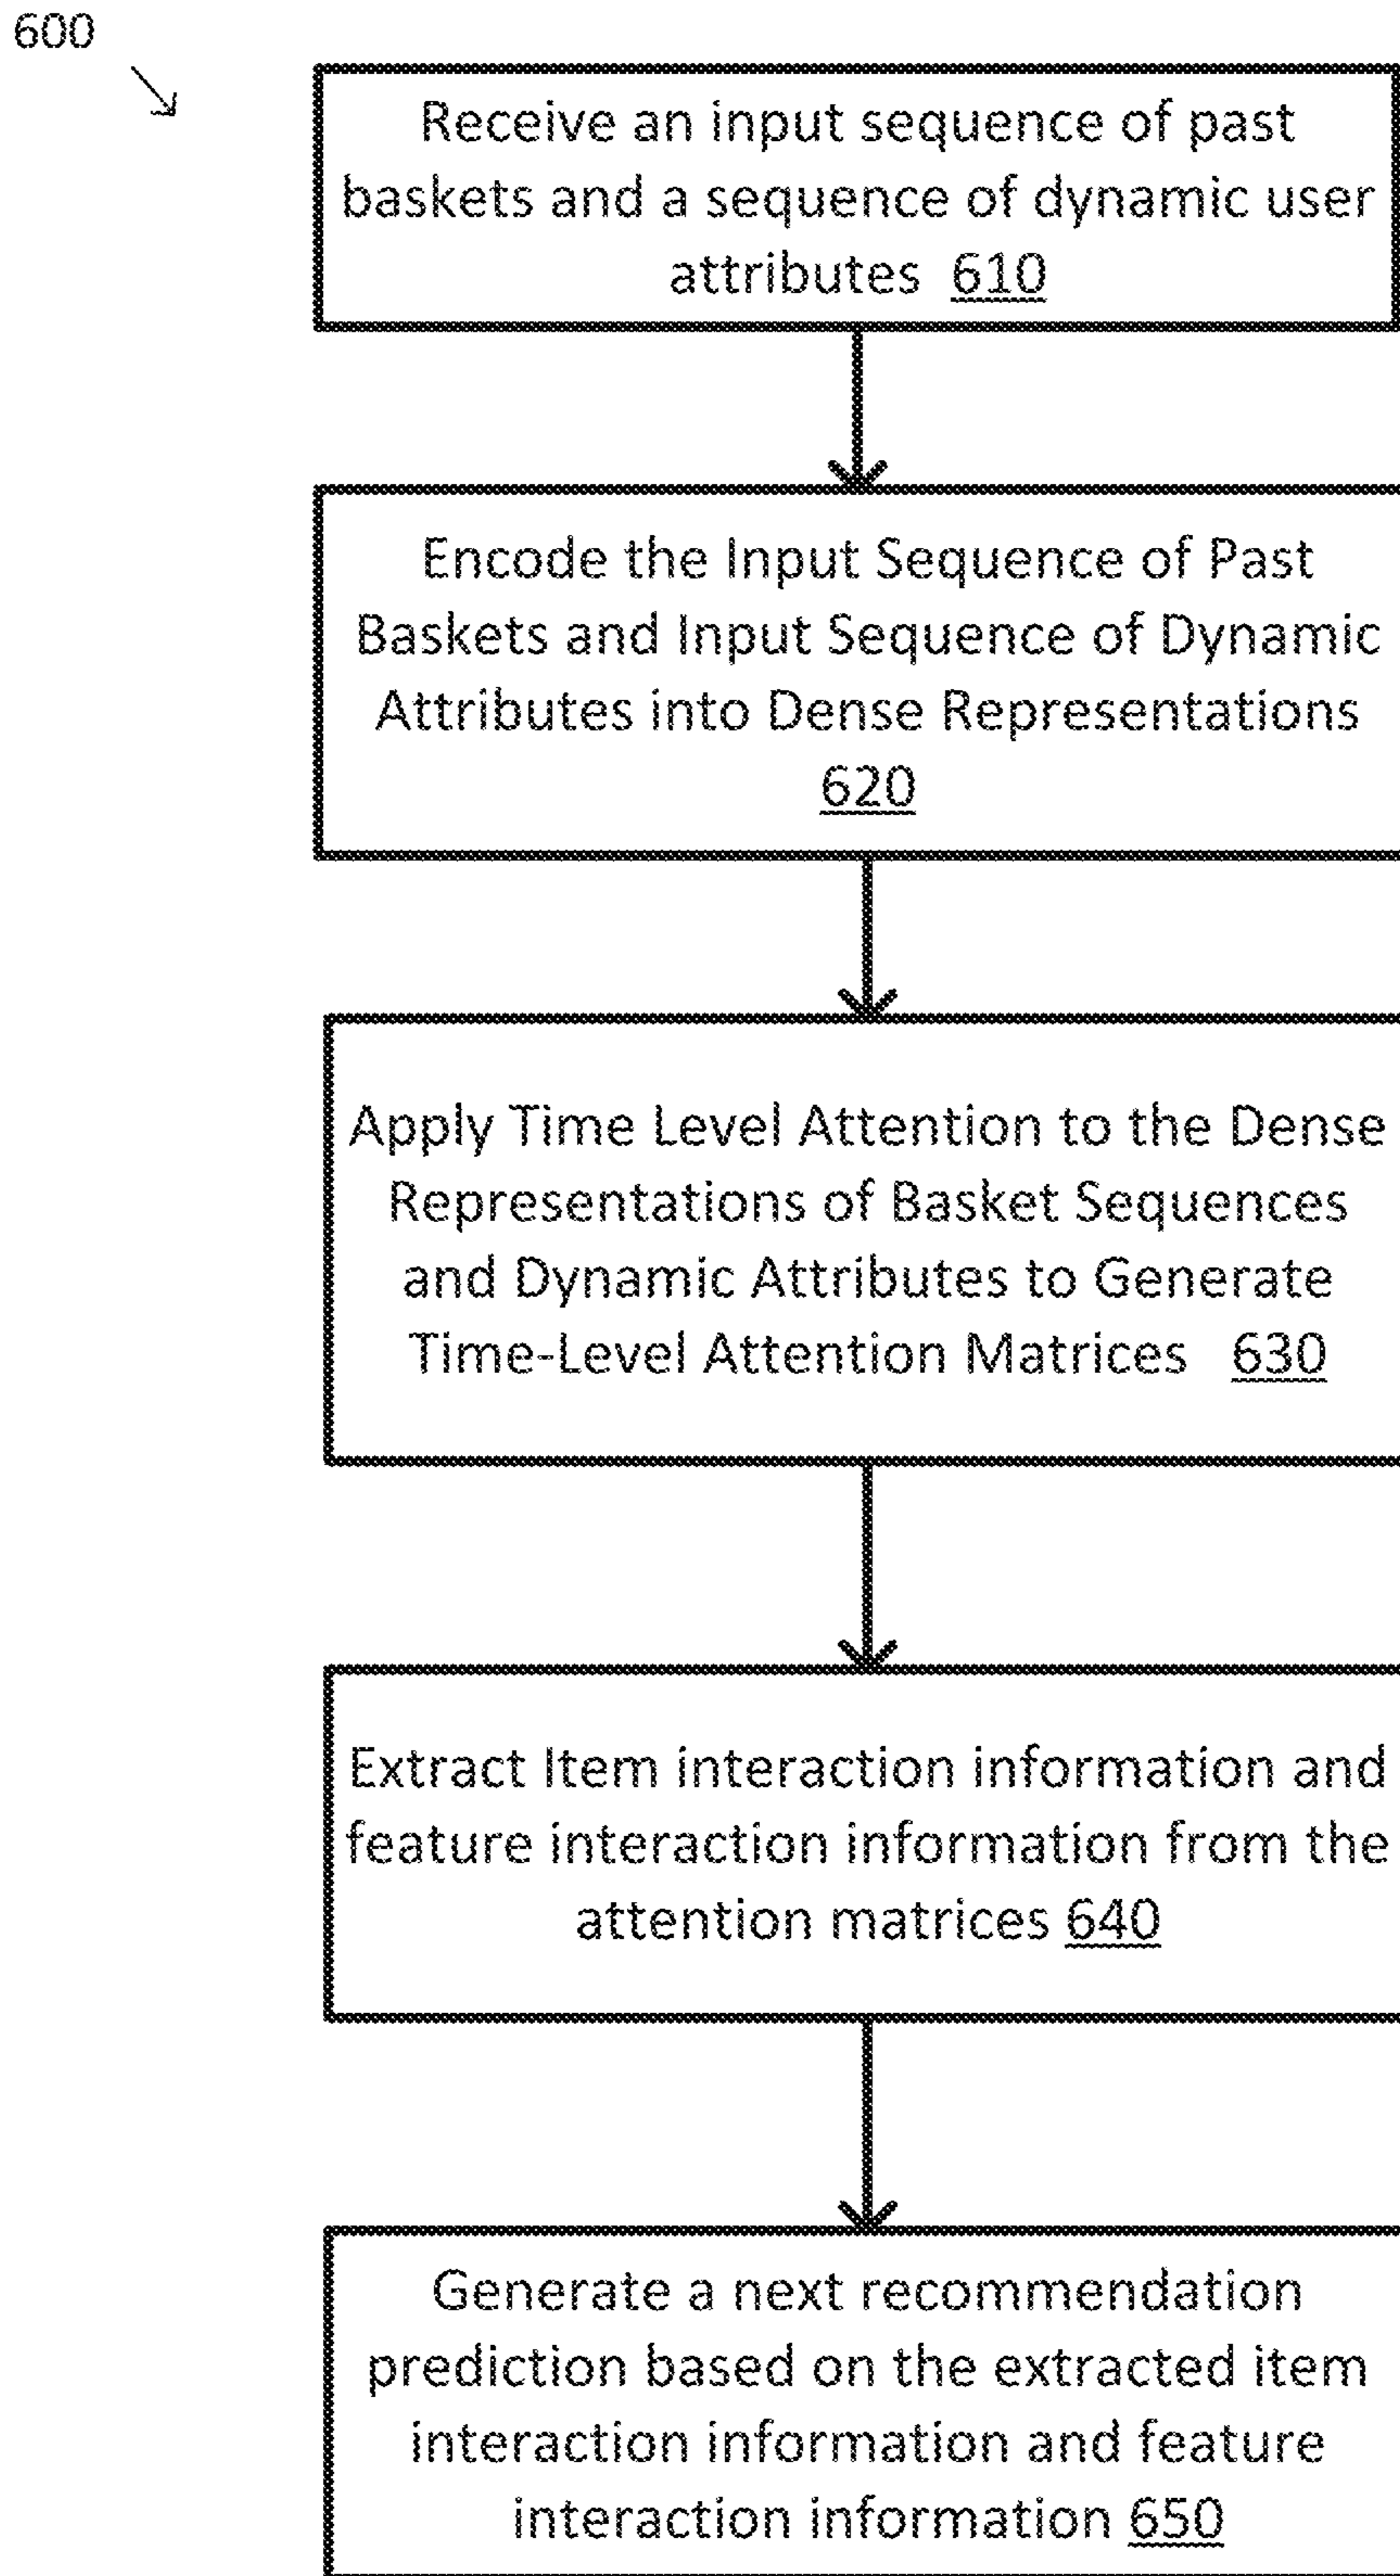 600
Receive an input sequence of past
baskets and a sequence of dynamic user
attributes 610
Encode the Input Sequence of Past
Baskets and Input Sequence of Dynamic
Attributes into Dense Representations
620
Apply Time Level Attention to the Dense
Representations of Basket Sequences
and Dynamic Attributes to Generate
Time-Level Attention Matrices 630
Extract Item interaction information and
feature interaction information from the
attention matrices 640
Generate a next recommendation
prediction based on the extracted item
interaction information and feature
interaction information 650